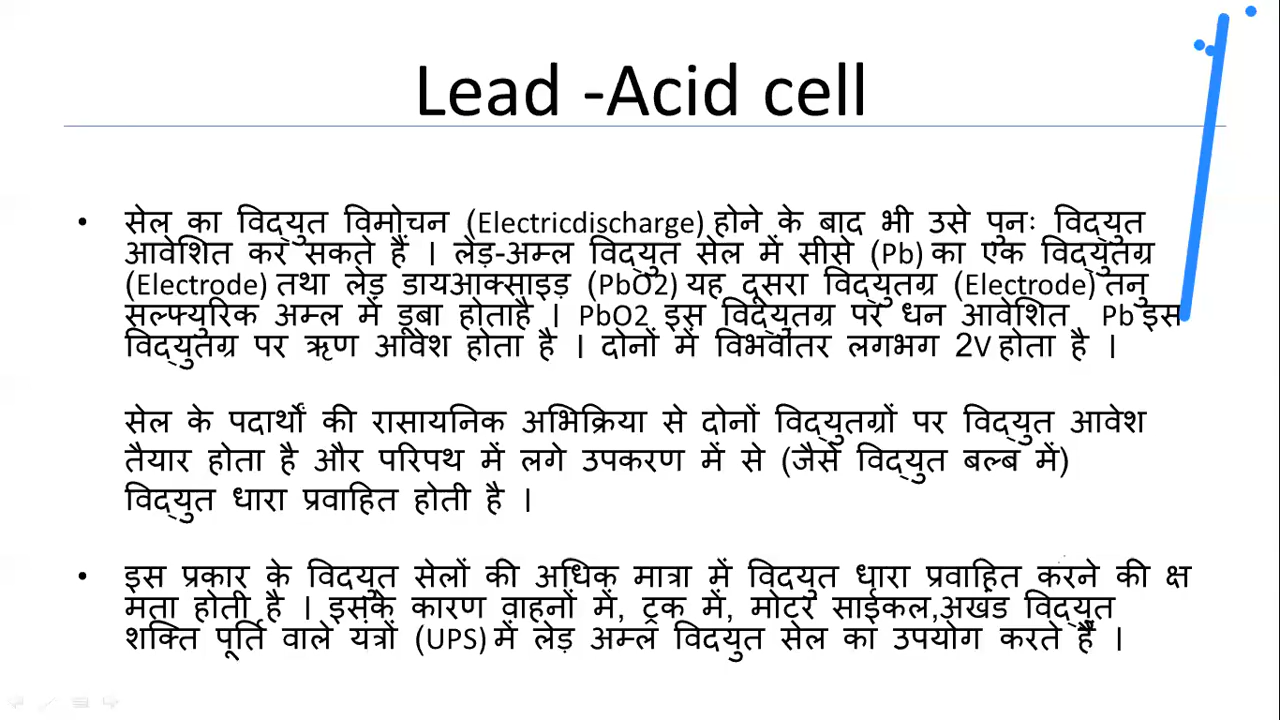 Lead -Acid cell
• सेल का विद्युत विमोचन (Electricdischarge) होने के बाद भी उसे पुनः विद्युत
आवेशित कर सकते हैं । लेड़-अम्ल विद्युत सेल में सीसे (Pb) का एक विद्युतग्र
(Electrode) तथा लेड़ डायआक्साइड़ (PbO2) यह दूसरा विद्युतग्र (Electrode) तनु
सल्फ्युरिक अम्ल में डूबा होताहै । PbO2 इस विद्युतग्र पर धन आवेशित Pb इस
विद्युतग्र पर ऋण आवेश होता है । दोनों में विभवांतर लगभग 2V होता है ।
सेल के पदार्थों की रासायनिक अभिक्रिया से दोनों विद्युतग्रों पर विद्युत आवेश
तैयार होता है और परिपथ में लगे उपकरण में से (जैसे विद्युत बल्ब में)
विद्युत धारा प्रवाहित होती है ।
• इस प्रकार के विदयुत सेलों की अधिक मात्रा में विदयुत धारा प्रवाहित करने की क्ष
मता होती है । इसके कारण वाहनों में, ट्रक में, मोटर साईकल,अखंड विद्युत
शक्ति पूर्ति वाले यंत्रों (UPS) में लेड़ अम्ल विदयुत सेल का उपयोग करते हैं ।